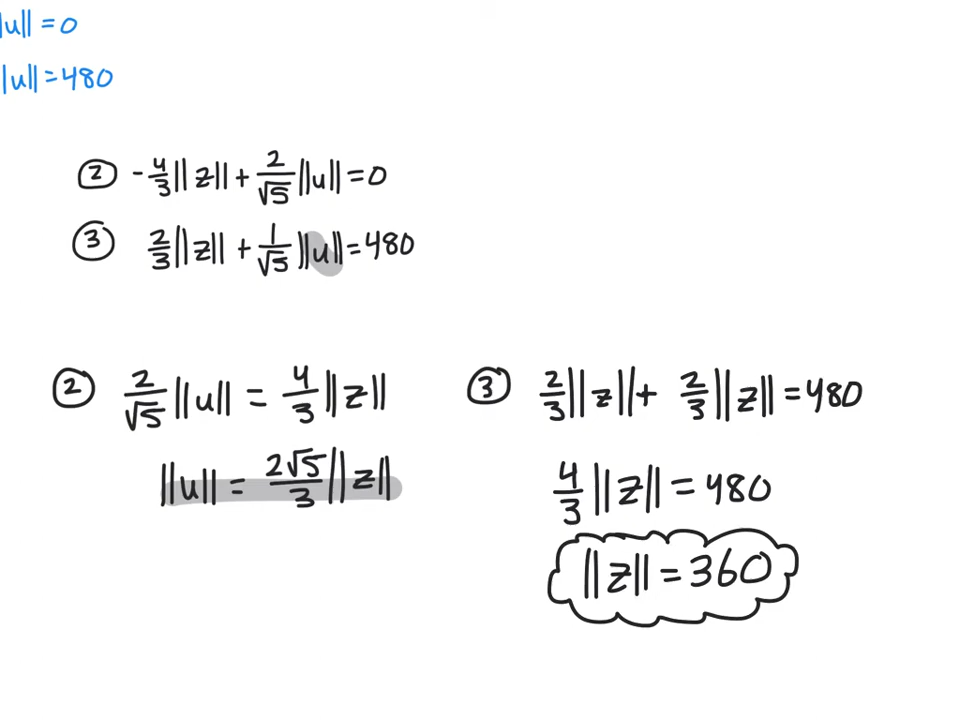 |u|| = 0
|u|| = 480
② -4/3||z|| + 2/√5||u|| = 0
③ 2/3||z|| + 1/√5||u|| = 480
② 2/√5||u|| = 4/3||z||
||u|| = 2√5/3||z||
③ 2/3||z|| + 2/3||z|| = 480
4/3||z|| = 480
||z|| = 360